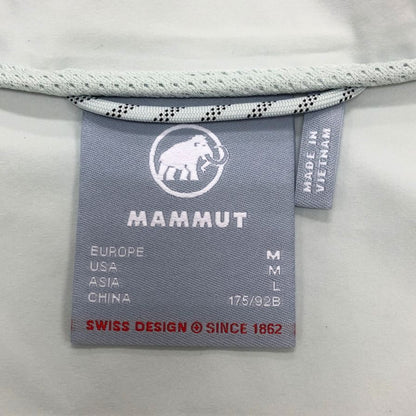 MAMMUT
EUROPE M
USA M
ASIA L
CHINA 175/92B
SWISS DESIGN SINCE 1862
MADE IN
VIETNAM